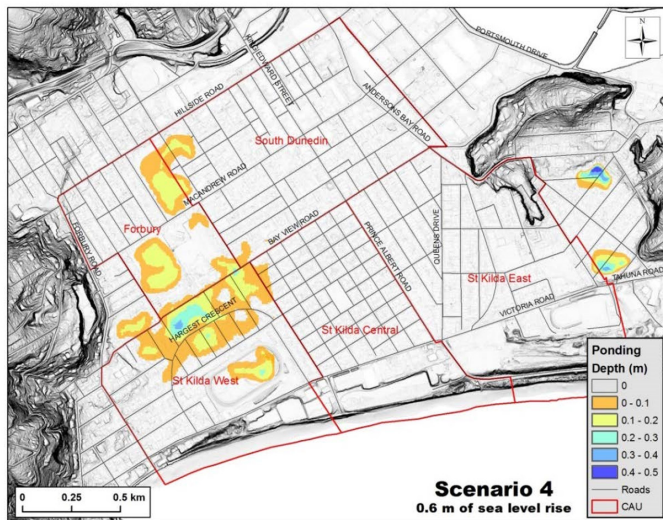 PORTSMOUTH DRIVE
N
KING EDWARD STREET
HILLSIDE ROAD
ANDERSONS BAY ROAD
South Dunedin
MACANDREW ROAD
Forbury
FORBURY ROAD
BAY VIEW ROAD
PRINCE ALBERT ROAD
QUEENS DRIVE
St Kilda East
TAHUNA ROAD
VICTORIA ROAD
HARGEST CRESCENT
St Kilda Central
St Kilda West
Ponding
Depth (m)
0
0 - 0.1
0.1 - 0.2
0.2 - 0.3
0.3 - 0.4
0.4 - 0.5
Roads
CAU
0 0.25 0.5 km
Scenario 4
0.6 m of sea level rise